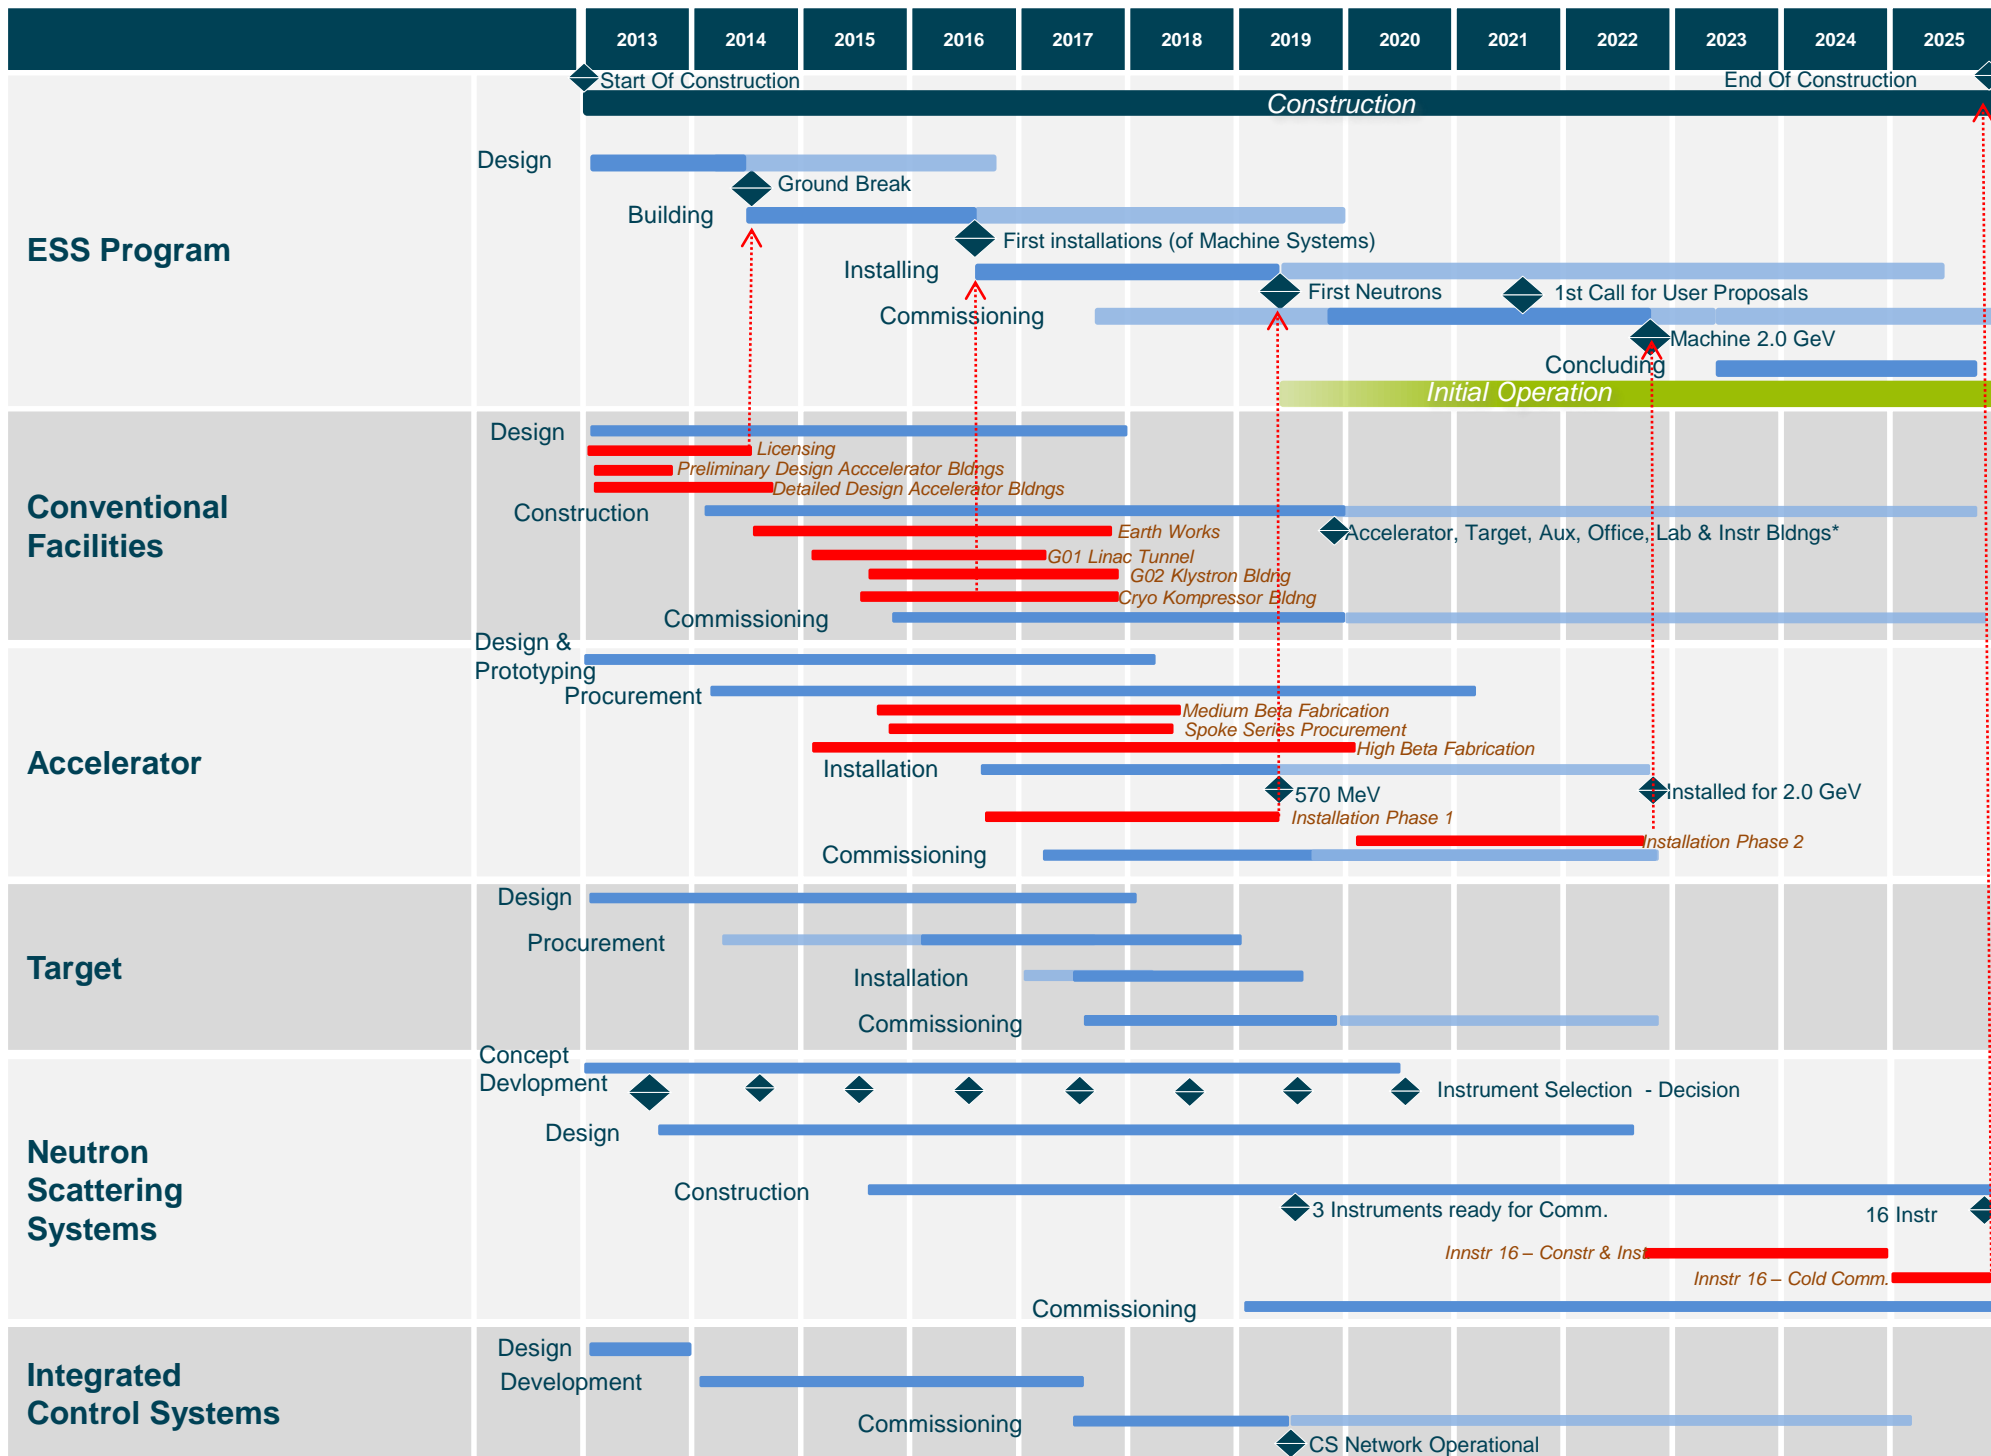 2013 2014 2015 2016 2017 2018 2019 2020 2021 2022 2023 2024 2025
Start Of Construction
End Of Construction
Construction
ESS Program
Design
Ground Break
Building
First installations (of Machine Systems)
Installing
First Neutrons
1st Call for User Proposals
Commissioning
Machine 2.0 GeV
Concluding
Initial Operation
Conventional
Facilities
Design
Licensing
Preliminary Design Acccelerator Bldngs
Detailed Design Accelerator Bldngs
Construction
Earth Works
Accelerator, Target, Aux, Office, Lab & Instr Bldngs*
G01 Linac Tunnel
G02 Klystron Bldng
Cryo Kompressor Bldng
Commissioning
Accelerator
Design &
Prototyping
Procurement
Medium Beta Fabrication
Spoke Series Procurement
High Beta Fabrication
Installation
570 MeV
Installed for 2.0 GeV
Installation Phase 1
Installation Phase 2
Commissioning
Target
Design
Procurement
Installation
Commissioning
Neutron
Scattering
Systems
Concept
Devlopment
Instrument Selection - Decision
Design
Construction
3 Instruments ready for Comm.
16 Instr
Innstr 16 – Constr & Inst.
Innstr 16 – Cold Comm.
Commissioning
Integrated
Control Systems
Design
Development
Commissioning
CS Network Operational